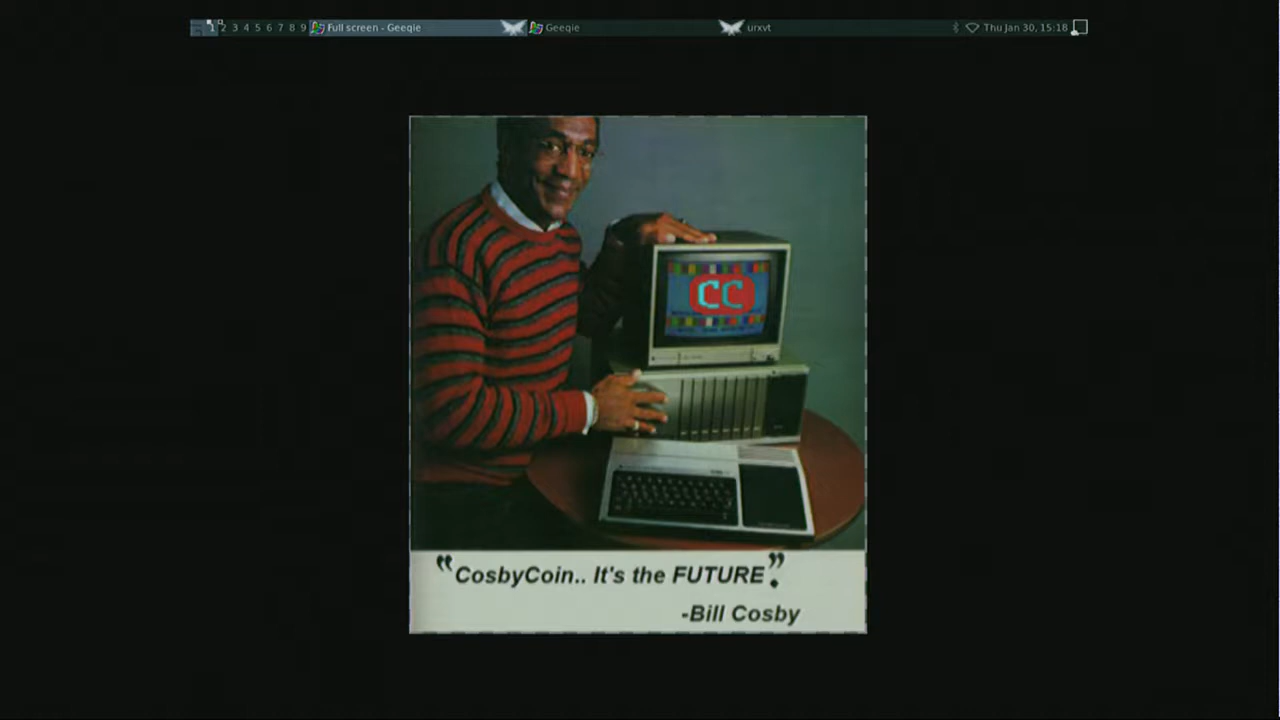 1 2 3 4 5 6 7 8 9 Full screen - Geeqie Geeqie urxvt Thu Jan 30, 15:18
CC
“CosbyCoin.. It's the FUTURE”.
-Bill Cosby